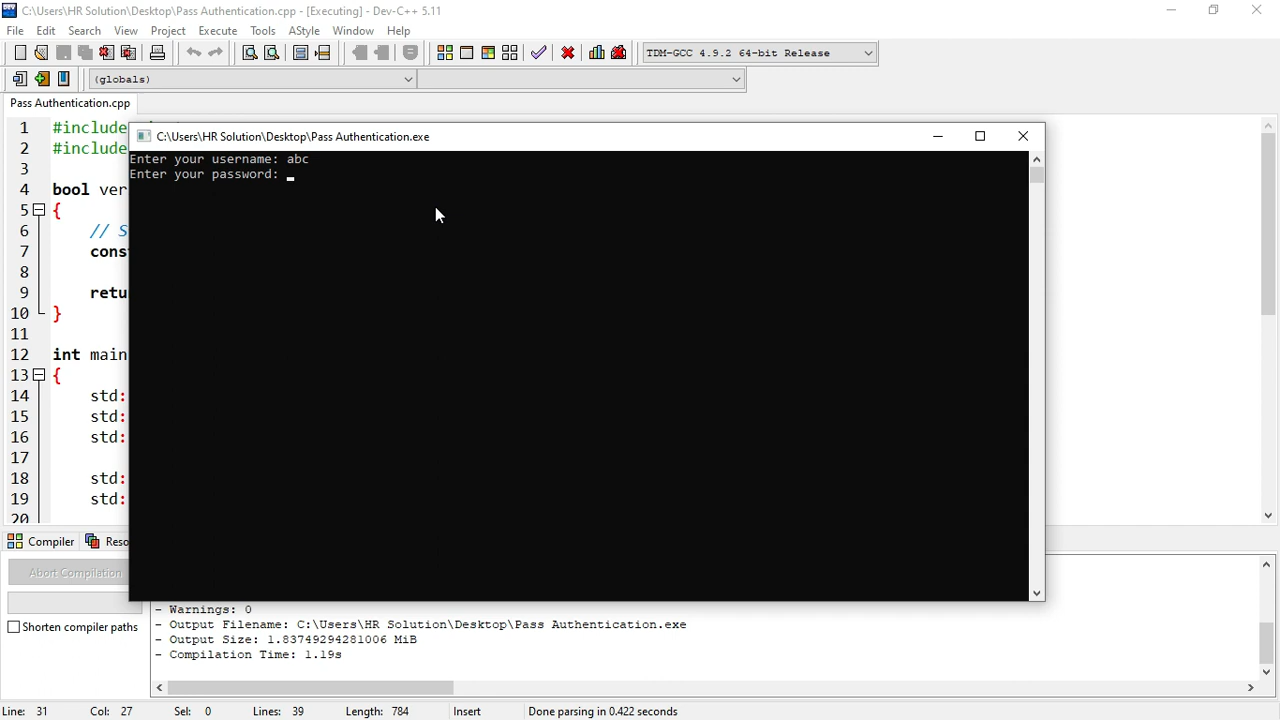 C:\Users\HR Solution\Desktop\Pass Authentication.cpp - [Executing] - Dev-C++ 5.11
File Edit Search View Project Execute Tools AStyle Window Help
TDM-GCC 4.9.2 64-bit Release
(globals)
Pass Authentication.cpp
1 #include
2 #include
3
4 bool ver
5 {
6 // S
7 cons
8
9 retu
10 }
11
12 int main
13 {
14 std:
15 std:
16 std:
17
18 std:
19 std:
20
C:\Users\HR Solution\Desktop\Pass Authentication.exe
Enter your username: abc
Enter your password:
Compiler Reso
Abort Compilation
Shorten compiler paths
- Warnings: 0
- Output Filename: C:\Users\HR Solution\Desktop\Pass Authentication.exe
- Output Size: 1.83749294281006 MiB
- Compilation Time: 1.19s
Line: 31 Col: 27 Sel: 0 Lines: 39 Length: 784 Insert Done parsing in 0.422 seconds